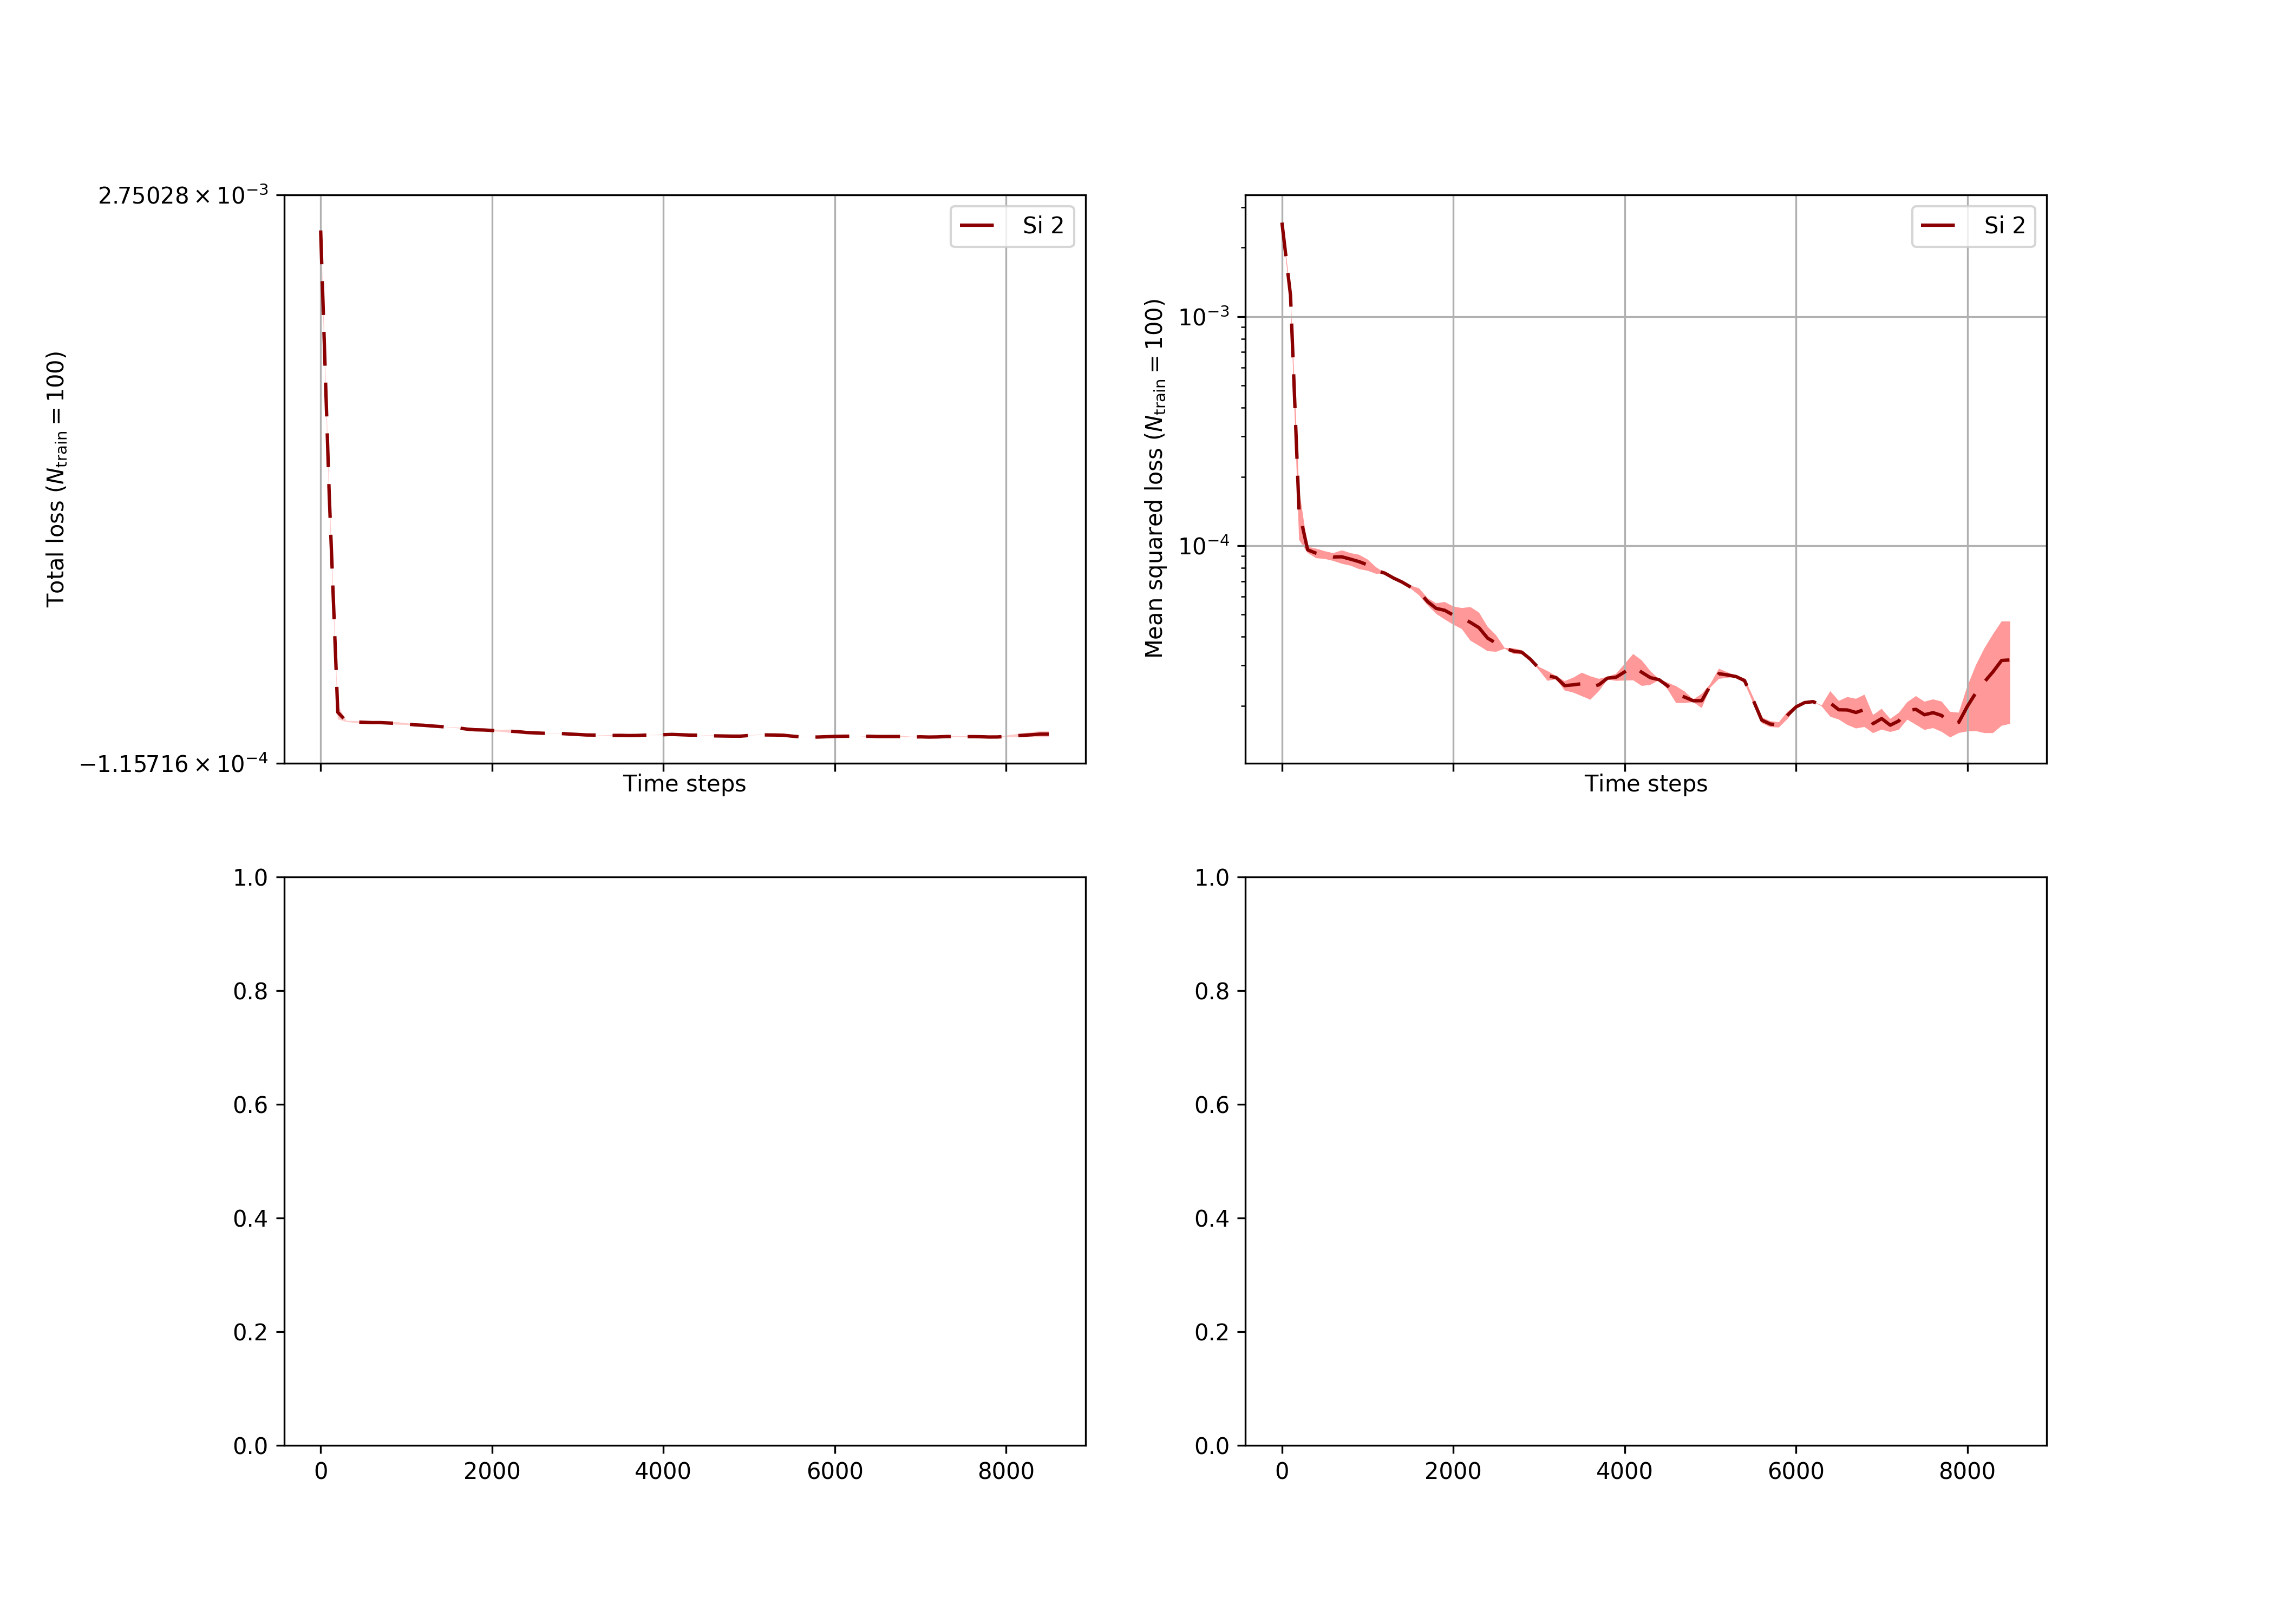 2.75028 × 10⁻³
−1.15716 × 10⁻⁴
Total loss (N_train = 100)
Si 2
Time steps
10⁻³
10⁻⁴
Mean squared loss (N_train = 100)
Si 2
Time steps
1.0
0.8
0.6
0.4
0.2
0.0
0 2000 4000 6000 8000
1.0
0.8
0.6
0.4
0.2
0.0
0 2000 4000 6000 8000